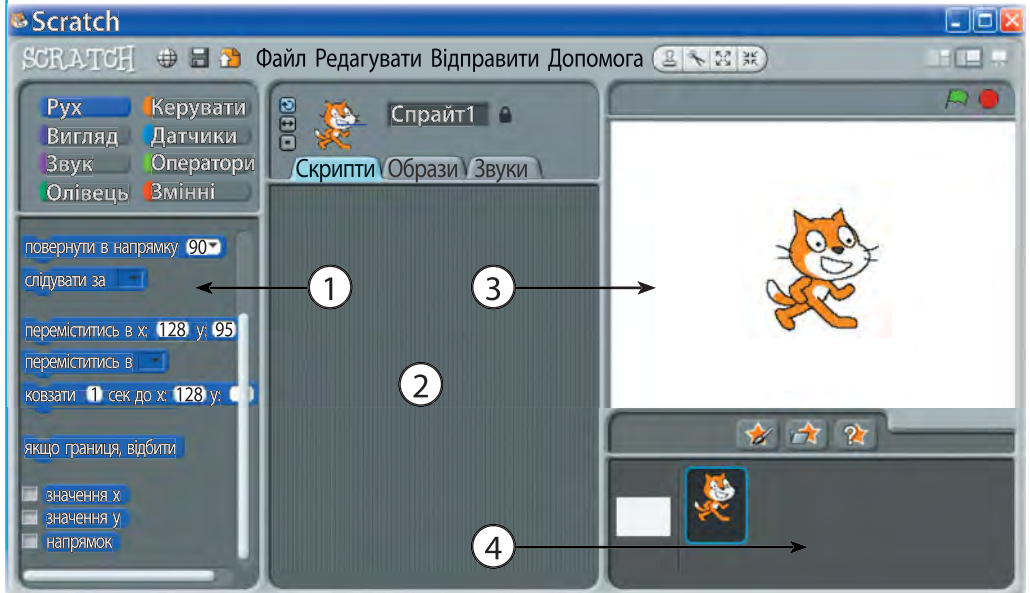 Scratch
SCRATCH Файл Редагувати Відправити Допомога
Рух Керувати
Вигляд Датчики
Звук Оператори
Олівець Змінні
Спрайт1
Скрипти Образи Звуки
повернути в напрямку 90
слідувати за
переміститись в x: 128 y: 95
переміститись в
ковзати 1 сек до x: 128 y:
якщо границя, відбити
значення x
значення y
напрямок
1
3
2
4